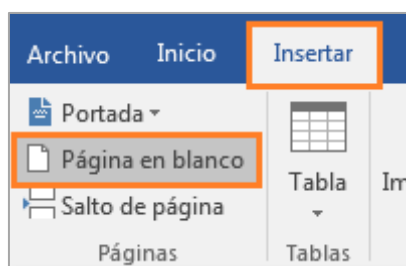 Archivo Inicio Insertar
Portada
Página en blanco
Salto de página
Tabla
Páginas
Tablas